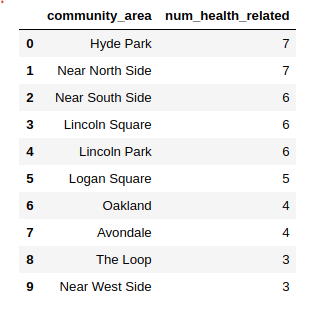 community_area num_health_related
0 Hyde Park 7
1 Near North Side 7
2 Near South Side 6
3 Lincoln Square 6
4 Lincoln Park 6
5 Logan Square 5
6 Oakland 4
7 Avondale 4
8 The Loop 3
9 Near West Side 3